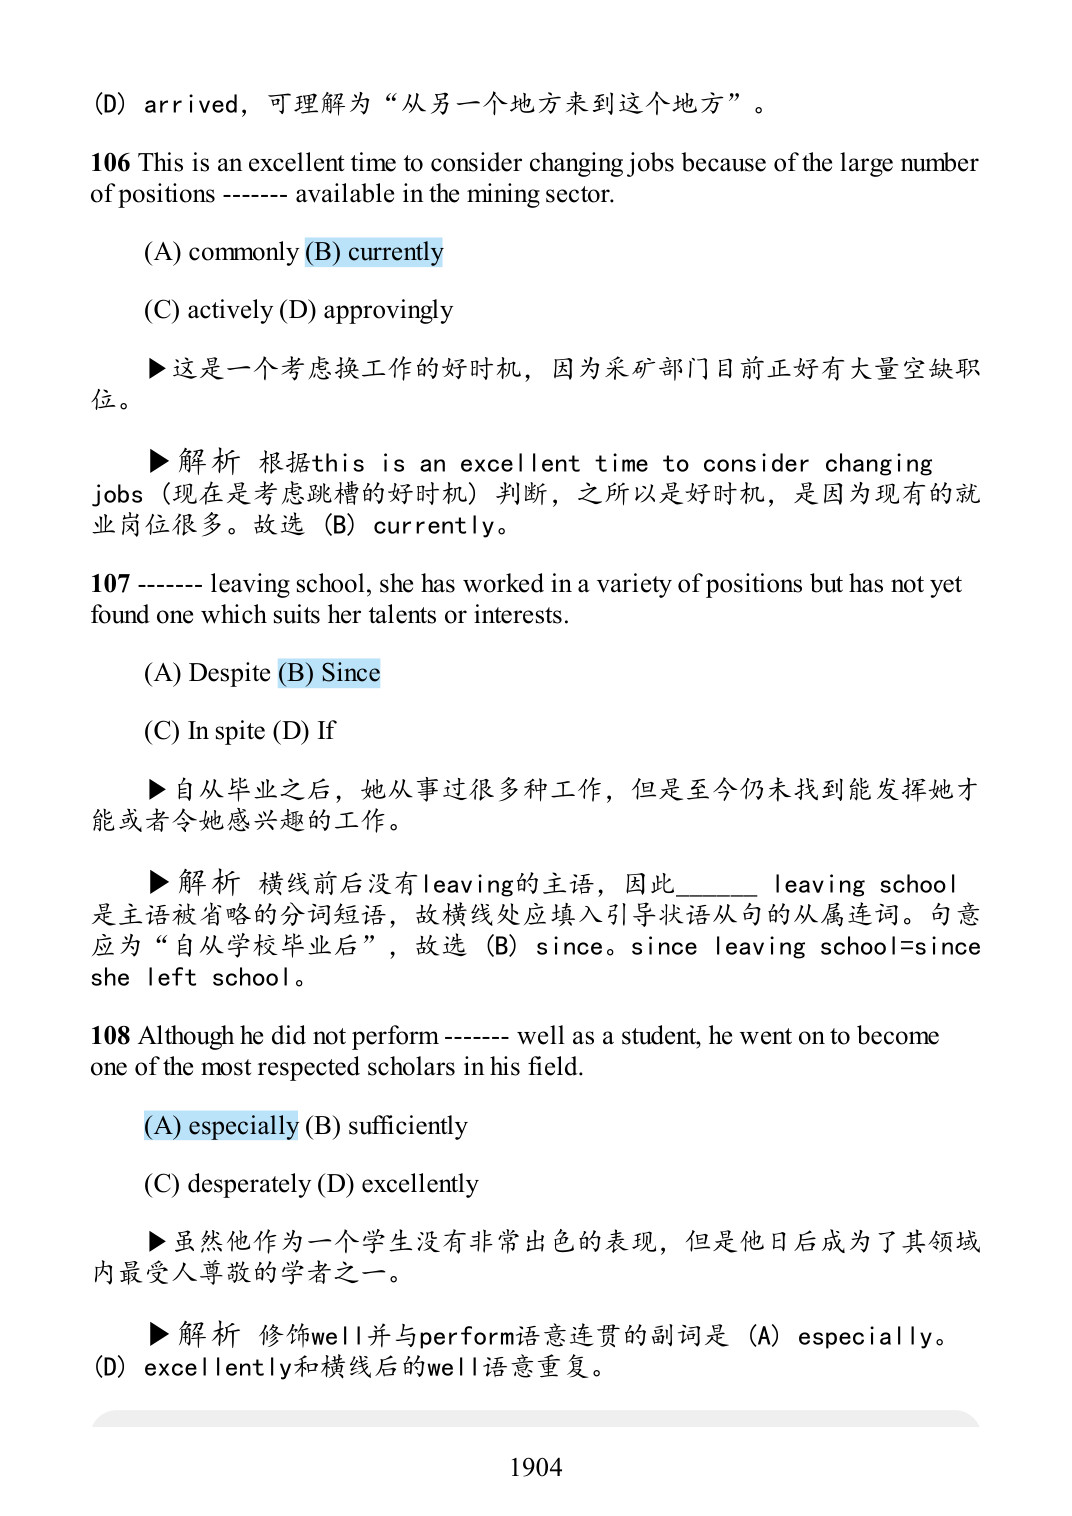 (D) arrived，可理解为“从另一个地方来到这个地方”。
106 This is an excellent time to consider changing jobs because of the large number
of positions ------- available in the mining sector.
(A) commonly (B) currently
(C) actively (D) approvingly
▶这是一个考虑换工作的好时机，因为采矿部门目前正好有大量空缺职
位。
▶解析 根据this is an excellent time to consider changing
jobs (现在是考虑跳槽的好时机) 判断，之所以是好时机，是因为现有的就
业岗位很多。故选 (B) currently。
107 ------- leaving school, she has worked in a variety of positions but has not yet
found one which suits her talents or interests.
(A) Despite (B) Since
(C) In spite (D) If
▶自从毕业之后，她从事过很多种工作，但是至今仍未找到能发挥她才
能或者令她感兴趣的工作。
▶解析 横线前后没有leaving的主语，因此______ leaving school
是主语被省略的分词短语，故横线处应填入引导状语从句的从属连词。句意
应为“自从学校毕业后”，故选 (B) since。since leaving school=since
she left school。
108 Although he did not perform ------- well as a student, he went on to become
one of the most respected scholars in his field.
(A) especially (B) sufficiently
(C) desperately (D) excellently
▶虽然他作为一个学生没有非常出色的表现，但是他日后成为了其领域
内最受人尊敬的学者之一。
▶解析 修饰well并与perform语意连贯的副词是 (A) especially。
(D) excellently和横线后的well语意重复。
1904